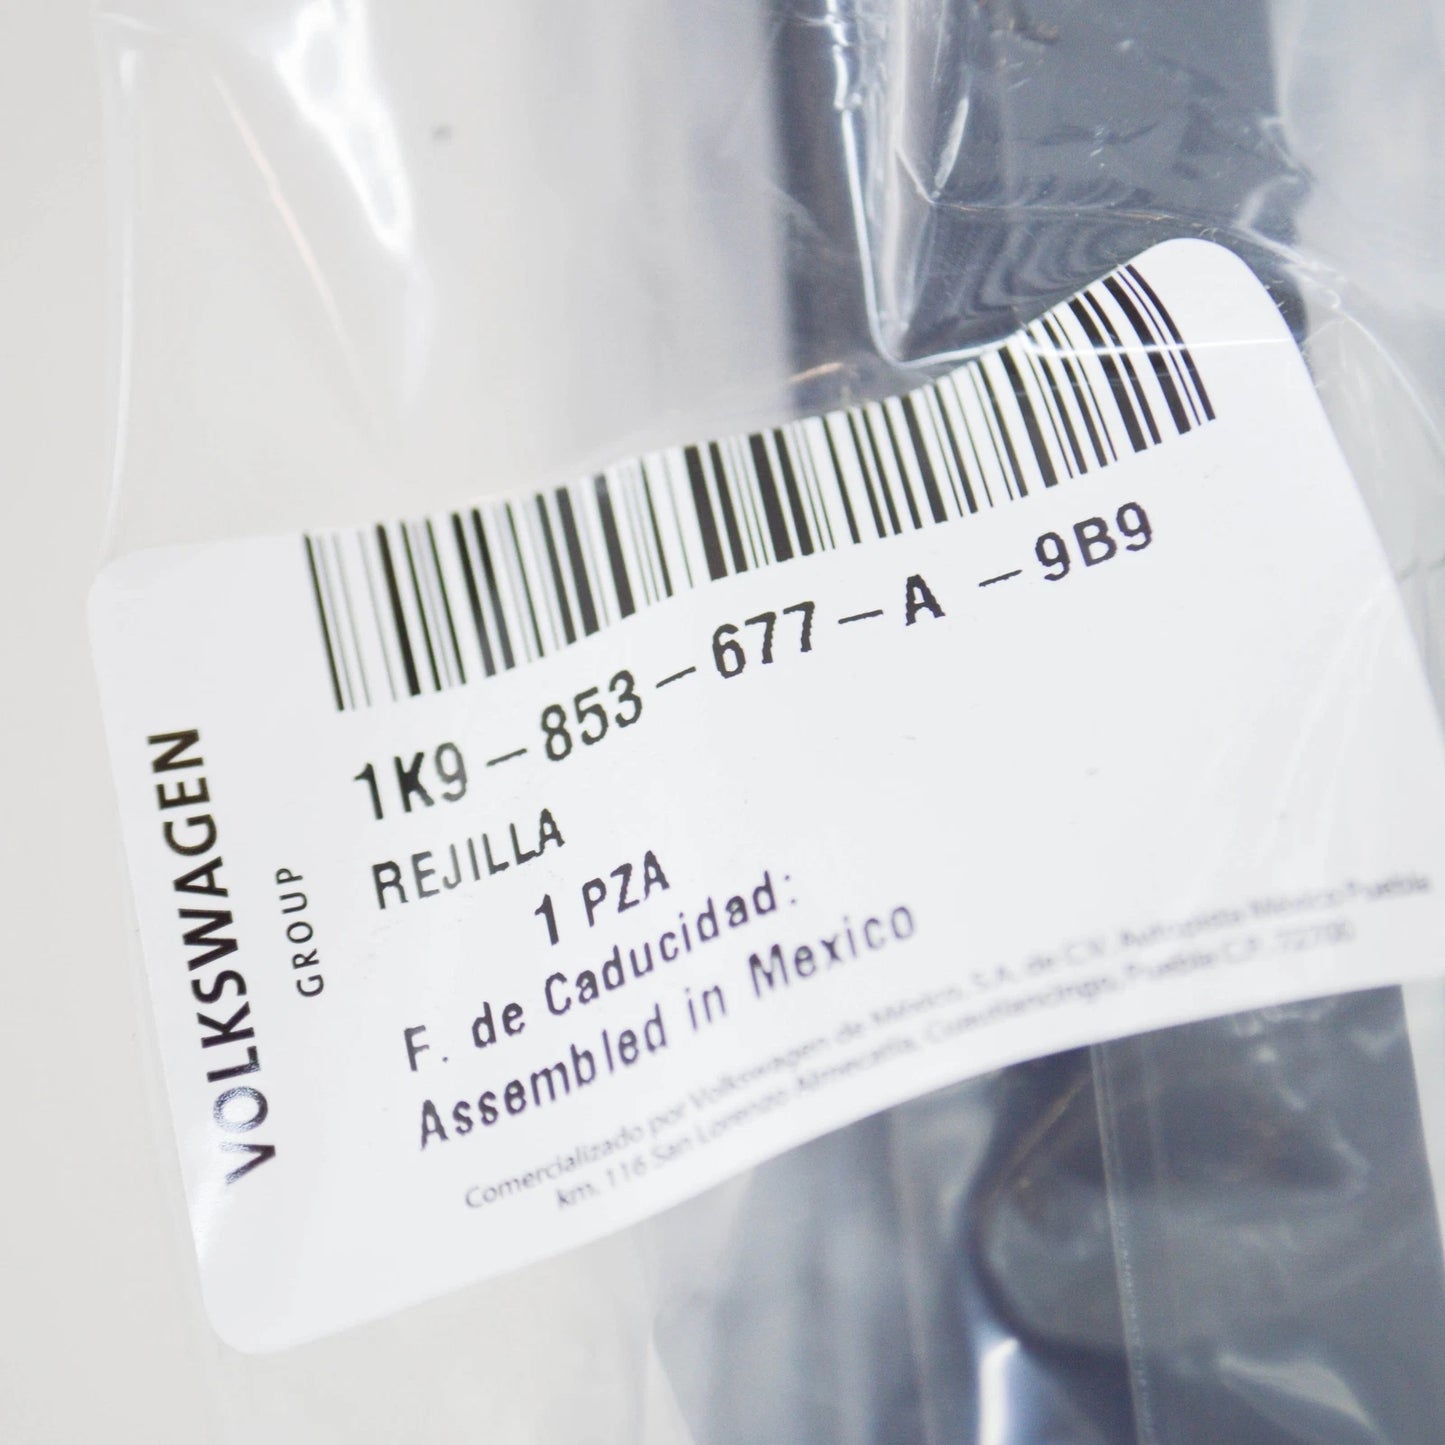 VOLKSWAGEN
GROUP
1K9-853-677-A -9B9
REJILLA
1 PZA
F. de Caducidad:
Assembled in Mexico
Comercializado por Volkswagen de México, S.A. de C.V. Autopista México Puebla
km. 116 San Lorenzo Almecatla, Cuautlancingo, Puebla C.P. 72700